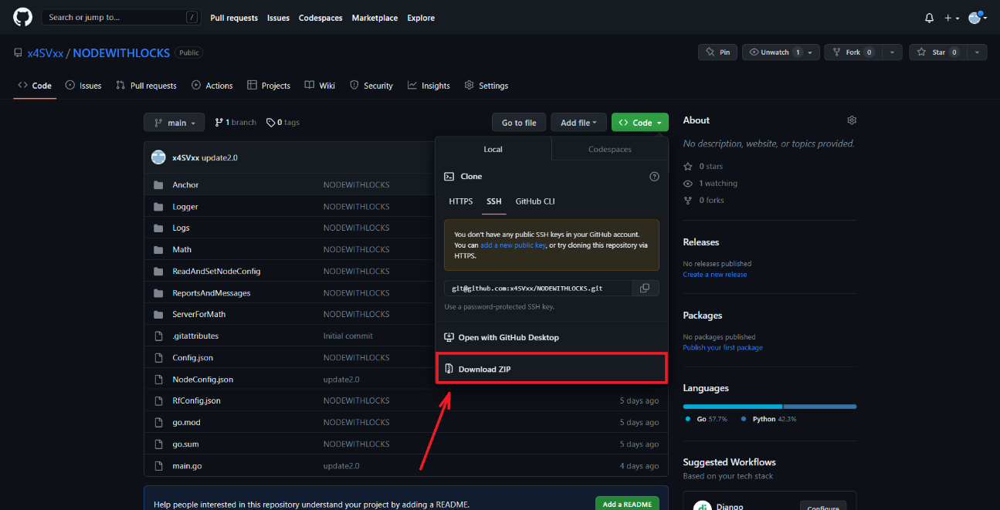 Search or jump to... /
Pull requests Issues Codespaces Marketplace Explore
x4SVxx / NODEWITHLOCKS Public
Pin Unwatch 1 Fork 0 Star 0
Code Issues Pull requests Actions Projects Wiki Security Insights Settings
main 1 branch 0 tags Go to file Add file Code
Local Codespaces
Clone
HTTPS SSH GitHub CLI
You don't have any public SSH keys in your GitHub account.
You can add a new public key, or try cloning this repository via
HTTPS.
git@github.com:x4SVxx/NODEWITHLOCKS.git
Use a password-protected SSH key.
Open with GitHub Desktop
Download ZIP
x4SVxx update2.0
Anchor NODEWITHLOCKS
Logger NODEWITHLOCKS
Logs NODEWITHLOCKS
Math NODEWITHLOCKS
ReadAndSetNodeConfig NODEWITHLOCKS
ReportsAndMessages NODEWITHLOCKS
ServerForMath NODEWITHLOCKS
.gitattributes Initial commit
Config.json NODEWITHLOCKS
NodeConfig.json update2.0
RfConfig.json NODEWITHLOCKS 5 days ago
go.mod NODEWITHLOCKS 5 days ago
go.sum NODEWITHLOCKS 5 days ago
main.go update2.0 4 days ago
Help people interested in this repository understand your project by adding a README. Add a README
About
No description, website, or topics provided.
0 stars
1 watching
0 forks
Releases
No releases published
Create a new release
Packages
No packages published
Publish your first package
Languages
Go 57.7% Python 42.3%
Suggested Workflows
Based on your tech stack
dj Django Configure